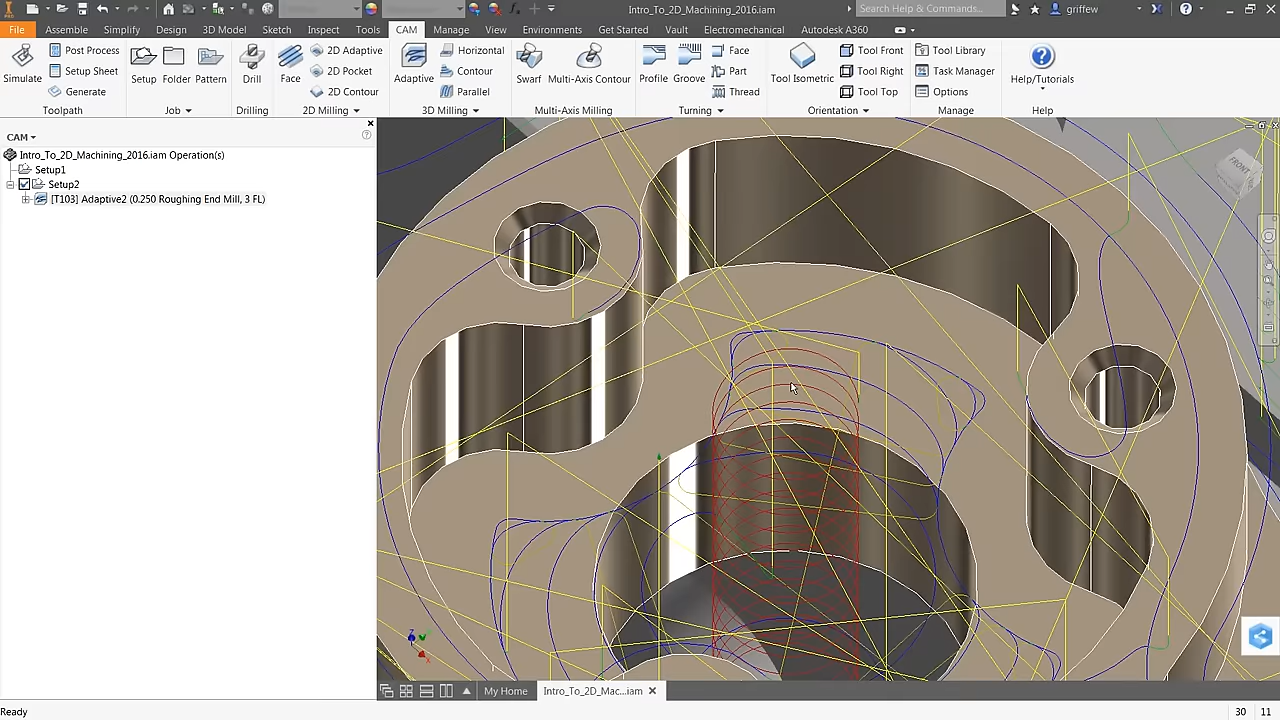 Intro_To_2D_Machining_2016.iam
Search Help & Commands...
griffew
File Assemble Simplify Design 3D Model Sketch Inspect Tools CAM Manage View Environments Get Started Vault Electromechanical Autodesk A360
Simulate
Post Process
Setup Sheet
Generate
Toolpath
Setup
Folder
Pattern
Job
Drill
Drilling
Face
2D Adaptive
2D Pocket
2D Contour
2D Milling
Adaptive
Horizontal
Contour
Parallel
3D Milling
Swarf
Multi-Axis Contour
Multi-Axis Milling
Profile
Groove
Face
Part
Thread
Turning
Tool Isometric
Tool Front
Tool Right
Tool Top
Orientation
Tool Library
Task Manager
Options
Manage
Help/Tutorials
Help
CAM
Intro_To_2D_Machining_2016.iam Operation(s)
Setup1
Setup2
[T103] Adaptive2 (0.250 Roughing End Mill, 3 FL)
FRONT
My Home
Intro_To_2D_Mac...iam
Ready
30 11